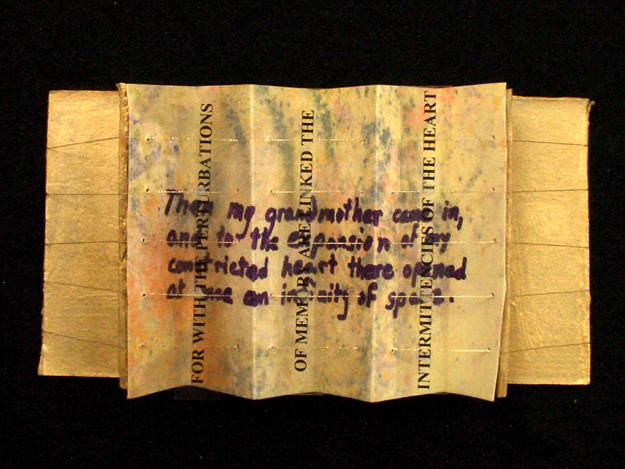 Then my grandmother came in,
and to the expansion of my
constricted heart there opened
at once an infinity of space.
FOR WITH THE PERTURBATIONS
OF MEMORY ARE LINKED THE
INTERMITTENCIES OF THE HEART